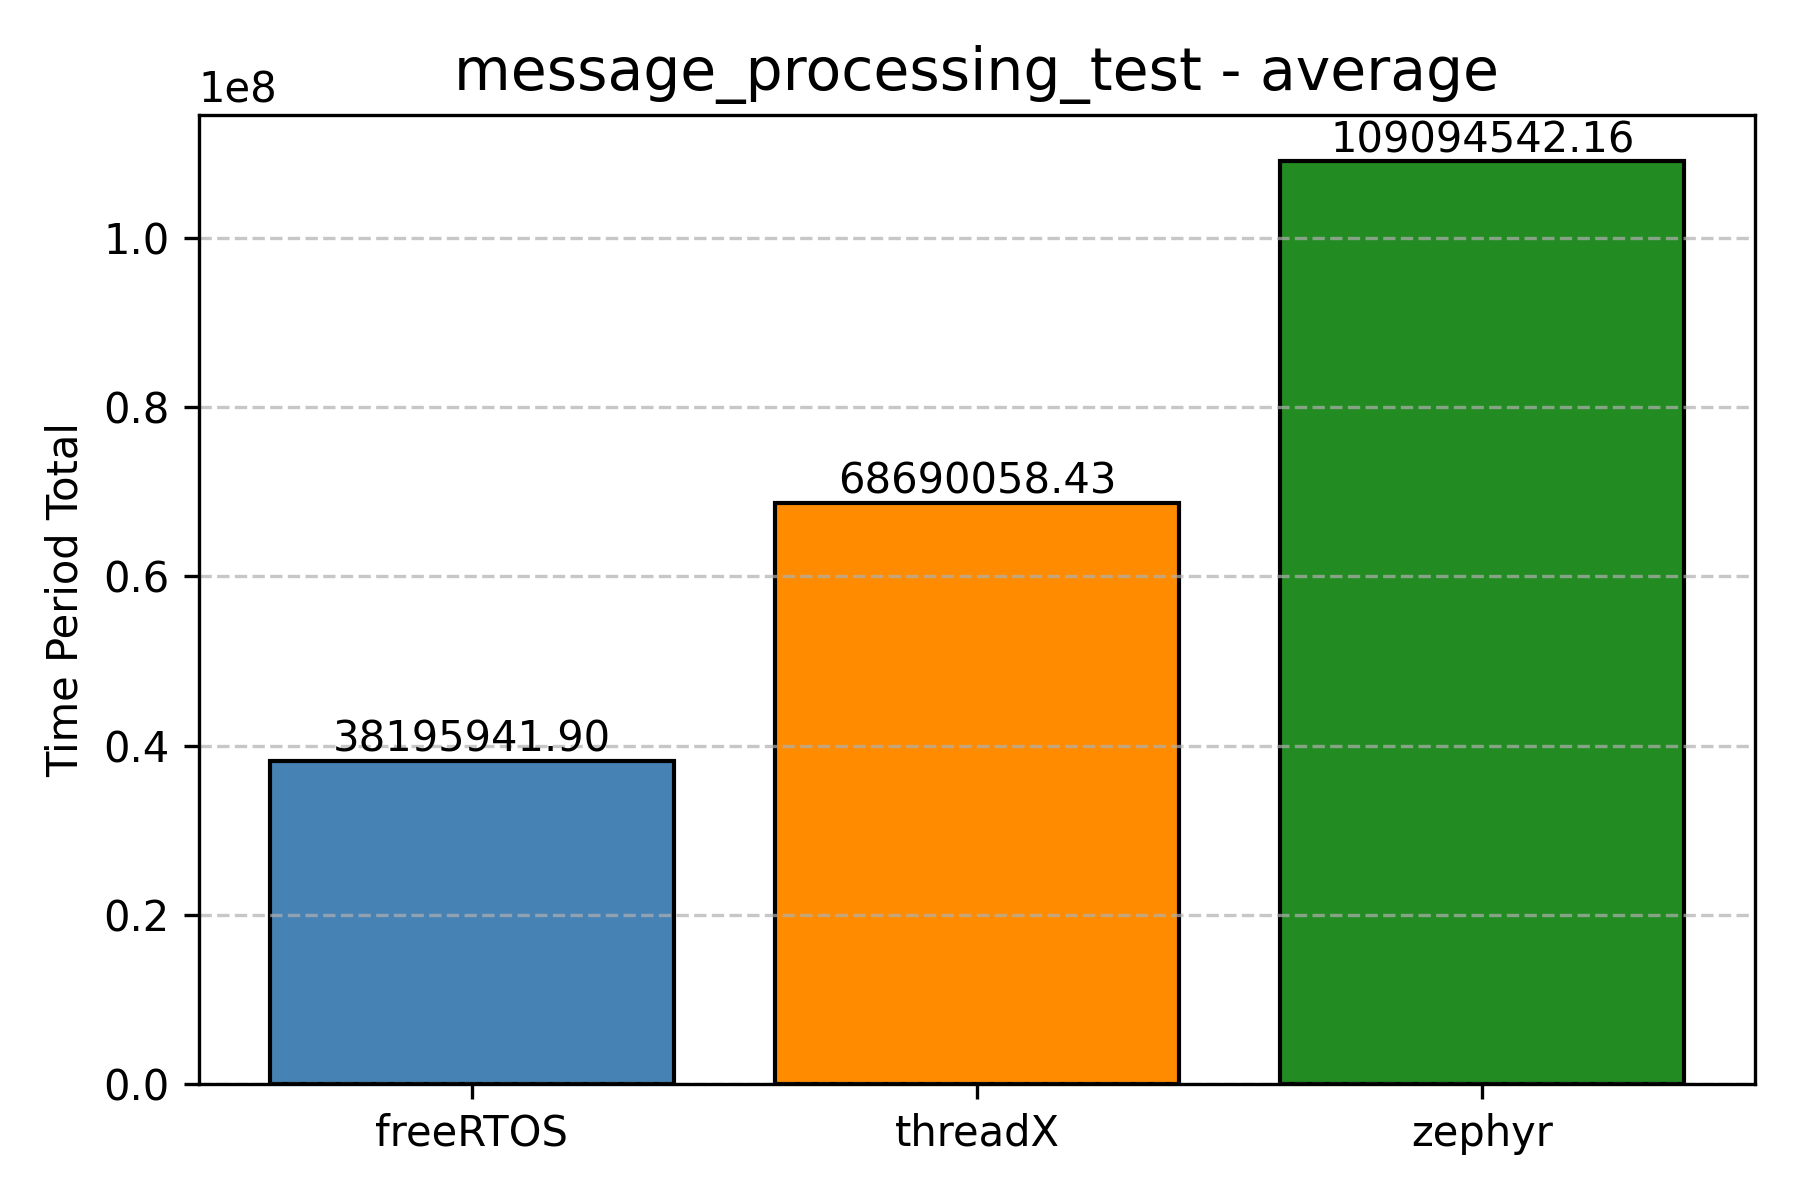 message_processing_test - average
1e8
109094542.16
1.0
0.8
68690058.43
0.6
Time Period Total
38195941.90
0.4
0.2
0.0
freeRTOS threadX zephyr